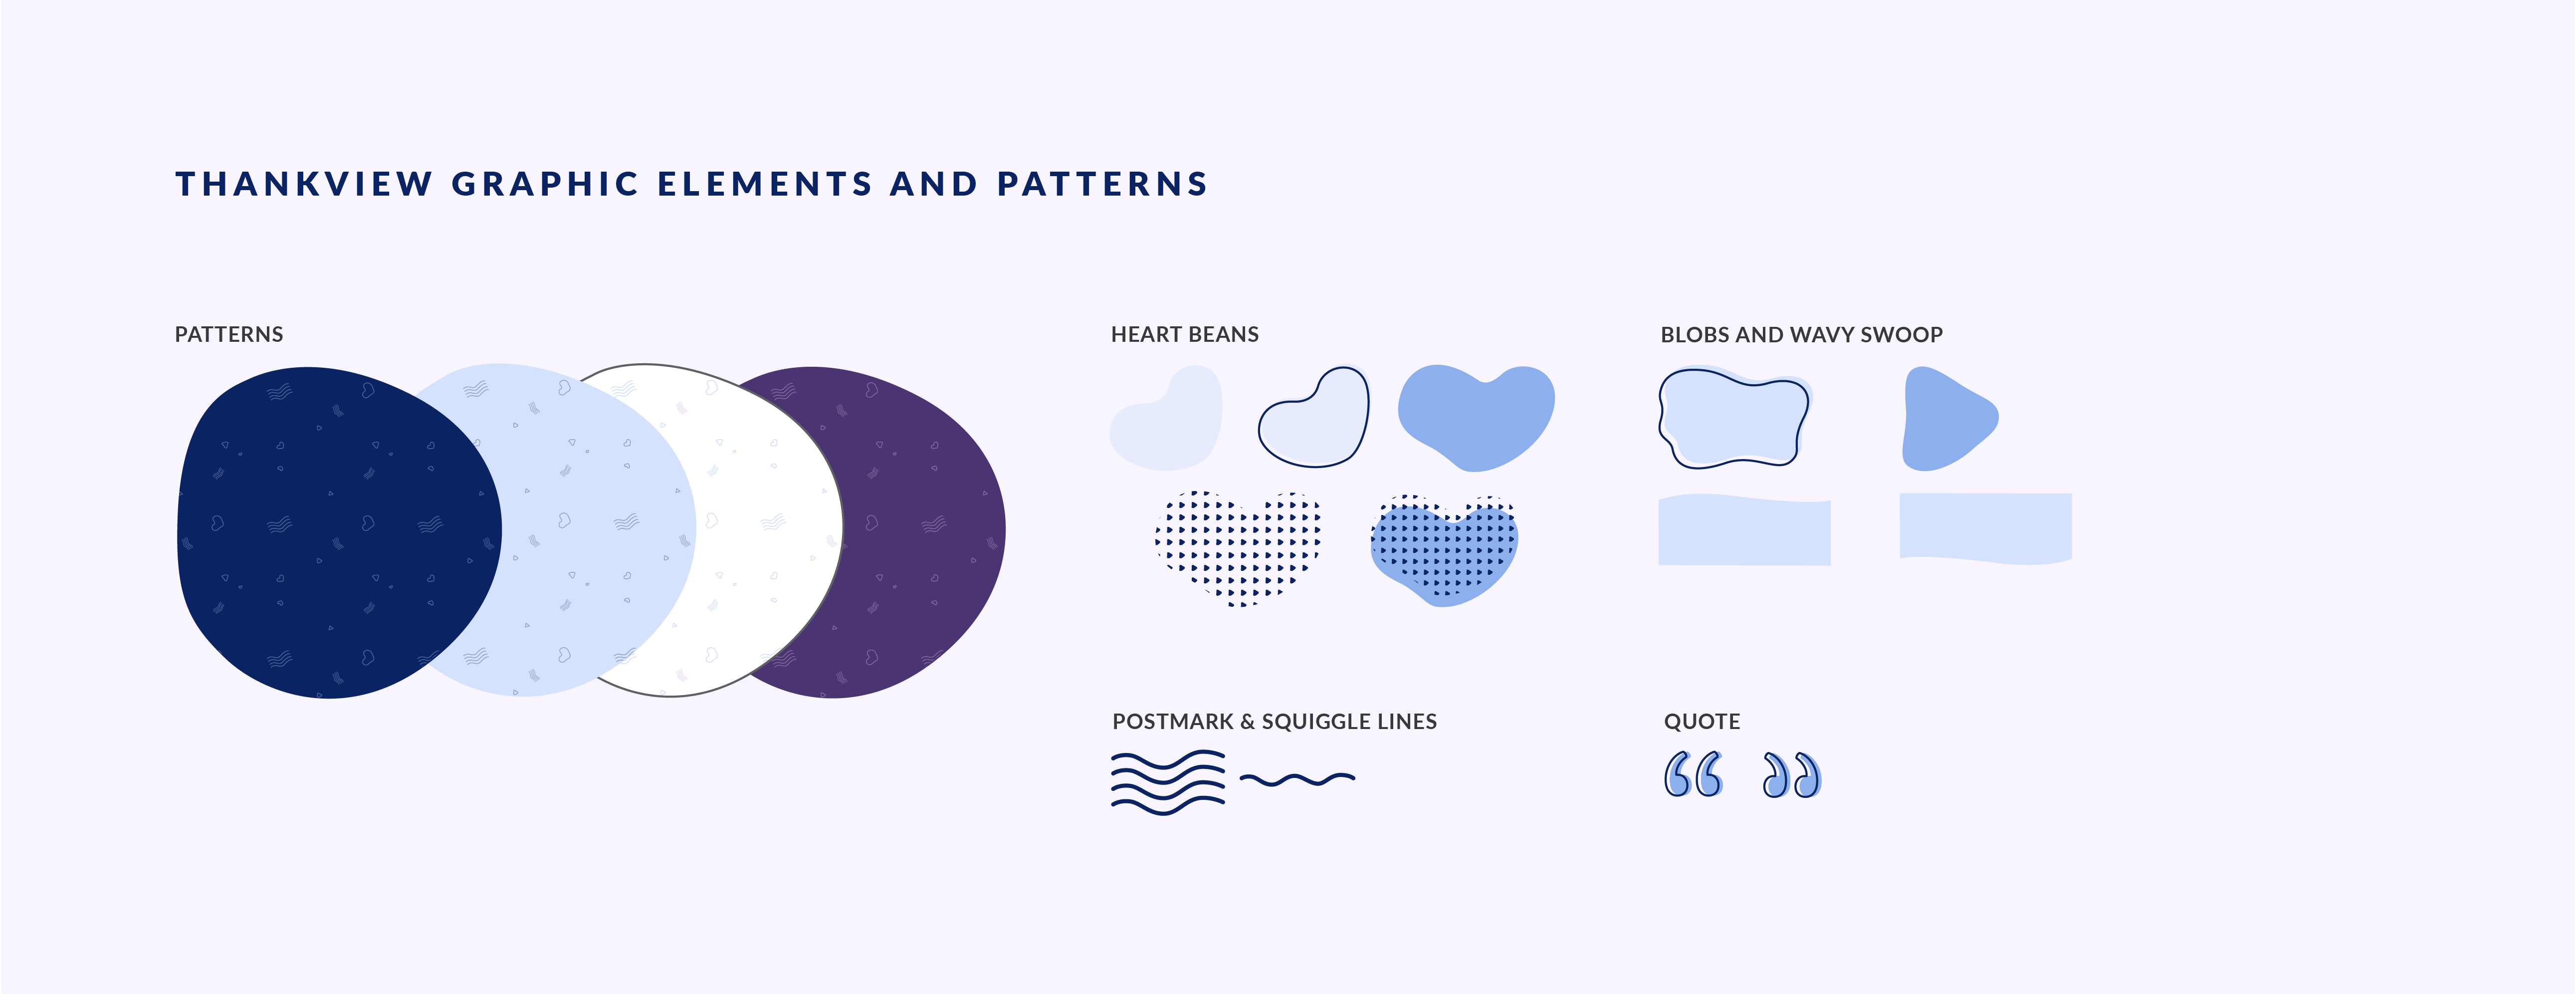 THANKVIEW GRAPHIC ELEMENTS AND PATTERNS
PATTERNS
HEART BEANS
BLOBS AND WAVY SWOOP
POSTMARK & SQUIGGLE LINES
QUOTE
“ ”